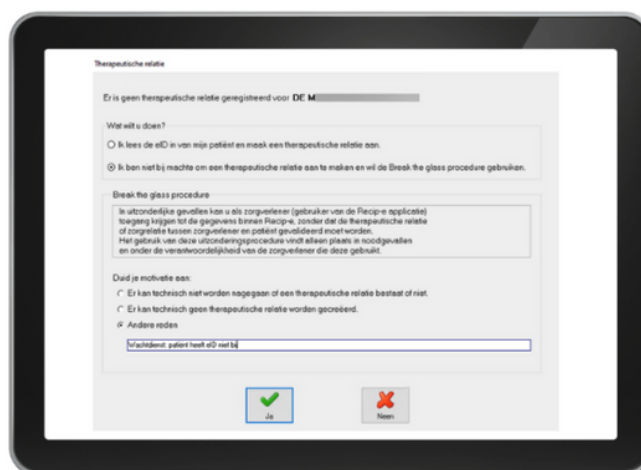 Therapeutische relatie
Er is geen therapeutische relatie geregistreerd voor DE M
Wat wilt u doen?
Ik lees de eID in van mijn patiënt en maak een therapeutische relatie aan.
Ik ben niet bij machte om een therapeutische relatie aan te maken en wil de Break the glass procedure gebruiken.
Break the glass procedure
In uitzonderlijke gevallen kan u als zorgverlener (gebruiker van de Recip-e applicatie)
toegang krijgen tot de gegevens binnen Recip-e, zonder dat de therapeutische relatie
of zorgrelatie tussen zorgverlener en patiënt gevalideerd moet worden.
Het gebruik van deze uitzonderingsprocedure vindt alleen plaats in noodgevallen
en onder de verantwoordelijkheid van de zorgverlener die deze gebruikt.
Duid je motivatie aan:
Er kan technisch niet worden nagegaan of een therapeutische relatie bestaat of niet.
Er kan technisch geen therapeutische relatie worden gecreëerd.
Andere reden
Wachtdienst: patiënt heeft eID niet bij
Ja
Neen